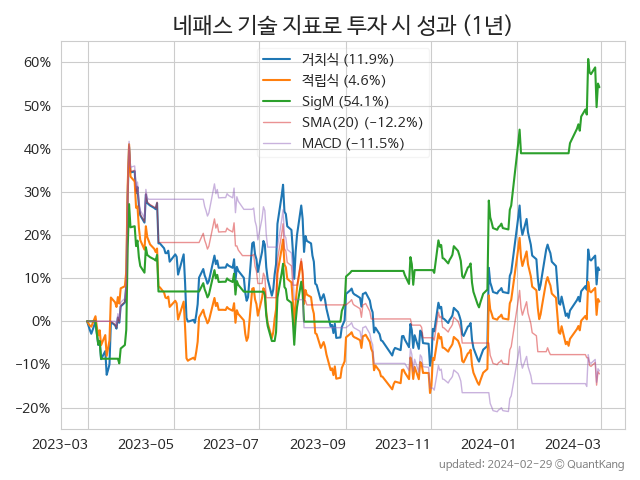 네패스 기술 지표로 투자 시 성과 (1년)
거치식 (11.9%)
적립식 (4.6%)
SigM (54.1%)
SMA(20) (−12.2%)
MACD (−11.5%)
60%
50%
40%
30%
20%
10%
0%
−10%
−20%
2023−03
2023−05
2023−07
2023−09
2023−11
2024−01
2024−03
updated: 2024-02-29 © QuantKang